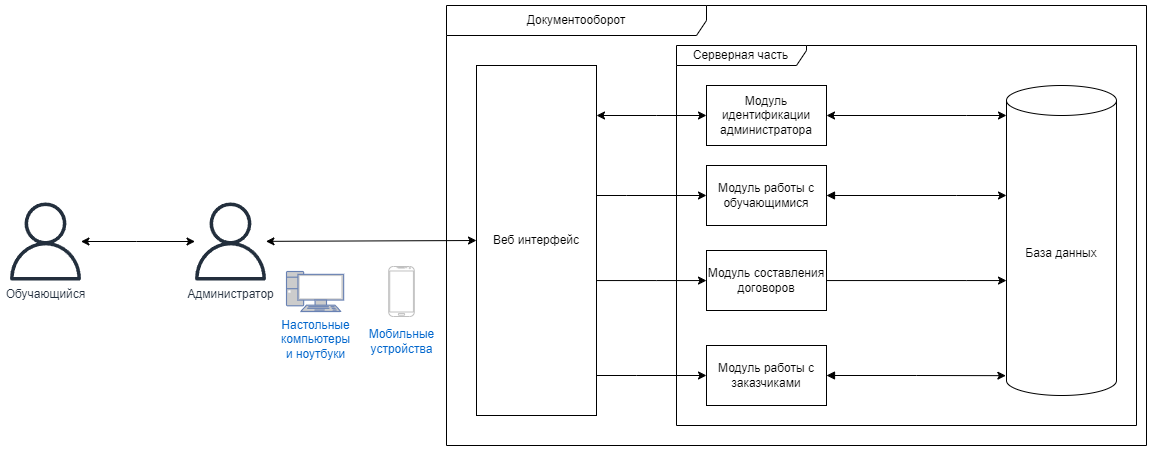 Документооборот
Серверная часть
Модуль
идентификации
администратора
Модуль работы с
обучающимися
Веб интерфейс
База данных
Модуль составления
договоров
Обучающийся
Администратор
Настольные
компьютеры
и ноутбуки
Мобильные
устройства
Модуль работы с
заказчиками